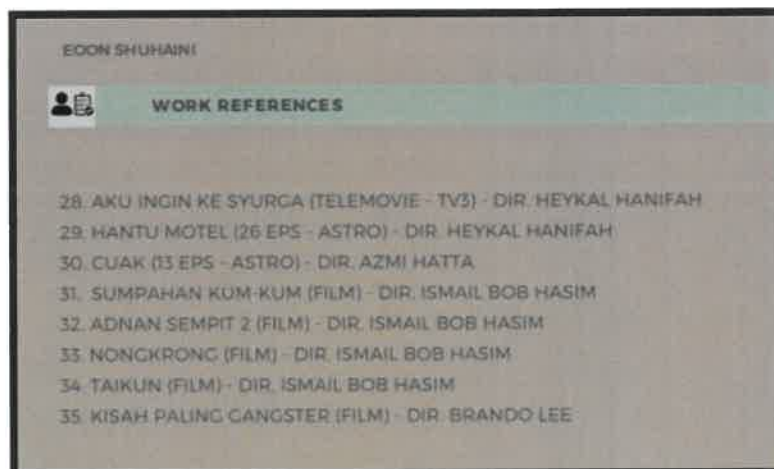 EOON SHUHAINI
WORK REFERENCES
28. AKU INGIN KE SYURGA (TELEMOVIE - TV3) - DIR. HEYKAL HANIFAH
29. HANTU MOTEL (26 EPS - ASTRO) - DIR. HEYKAL HANIFAH
30. CUAK (13 EPS - ASTRO) - DIR. AZMI HATTA
31. SUMPAHAN KUM-KUM (FILM) - DIR. ISMAIL BOB HASIM
32. ADNAN SEMPIT 2 (FILM) - DIR. ISMAIL BOB HASIM
33. NONGKRONG (FILM) - DIR. ISMAIL BOB HASIM
34. TAIKUN (FILM) - DIR. ISMAIL BOB HASIM
35. KISAH PALING GANGSTER (FILM) - DIR. BRANDO LEE